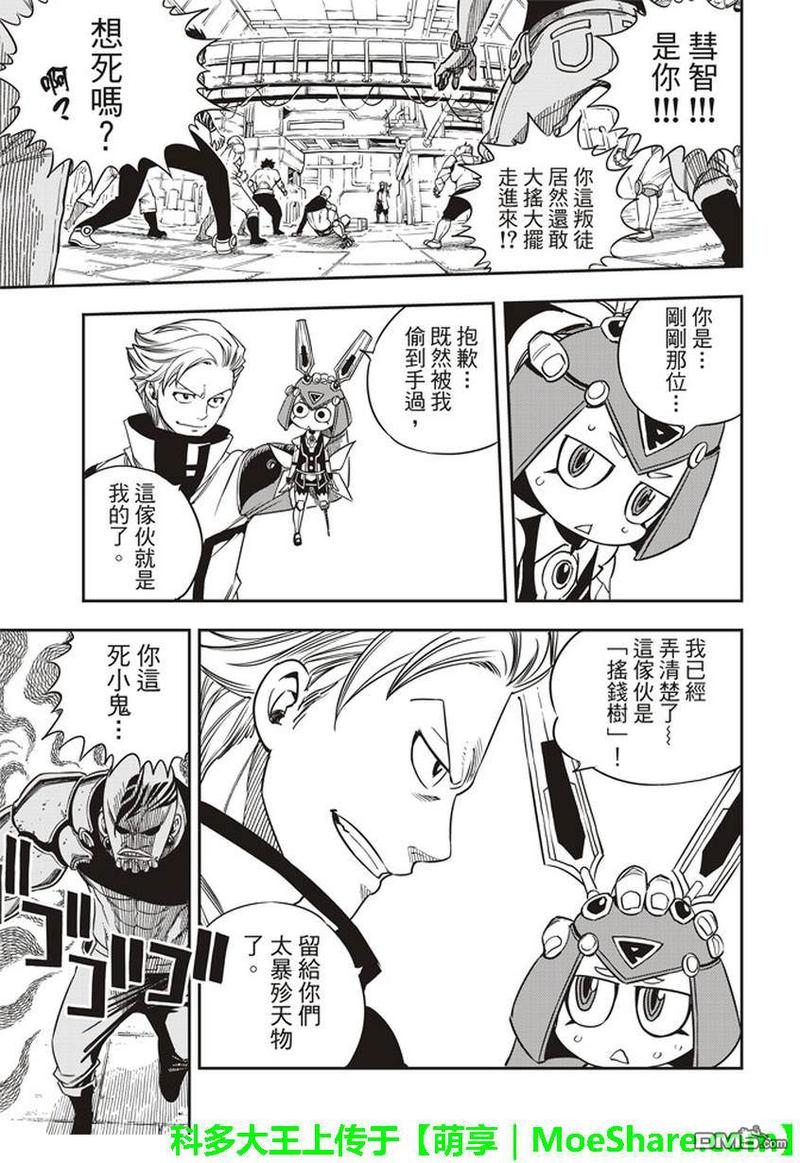 彗智!!!
是你!!!
你這叛徒
居然還敢
大搖大擺
走進來!?
想死嗎?
啊~
你是…
剛剛那位…
抱歉…
既然被我
偷到手過,
這傢伙就是
我的了。
我已經
弄清楚了~
這傢伙是
「搖錢樹」!
留給你們
太暴殄天物
了。
你這
死小鬼…
ゴゴゴゴ
科多大王上传于【萌享｜MoeShare.com】